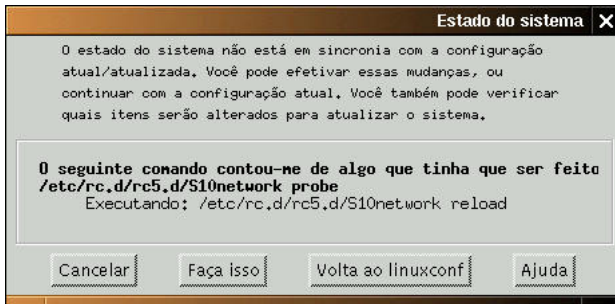 Estado do sistema X
O estado do sistema não está em sincronia com a configuração
atual/atualizada. Você pode efetivar essas mudanças, ou
continuar com a configuração atual. Você também pode verificar
quais itens serão alterados para atualizar o sistema.
O seguinte comando contou-me de algo que tinha que ser feito
/etc/rc.d/rc5.d/S10network probe
Executando: /etc/rc.d/rc5.d/S10network reload
Cancelar Faça isso Volta ao linuxconf Ajuda